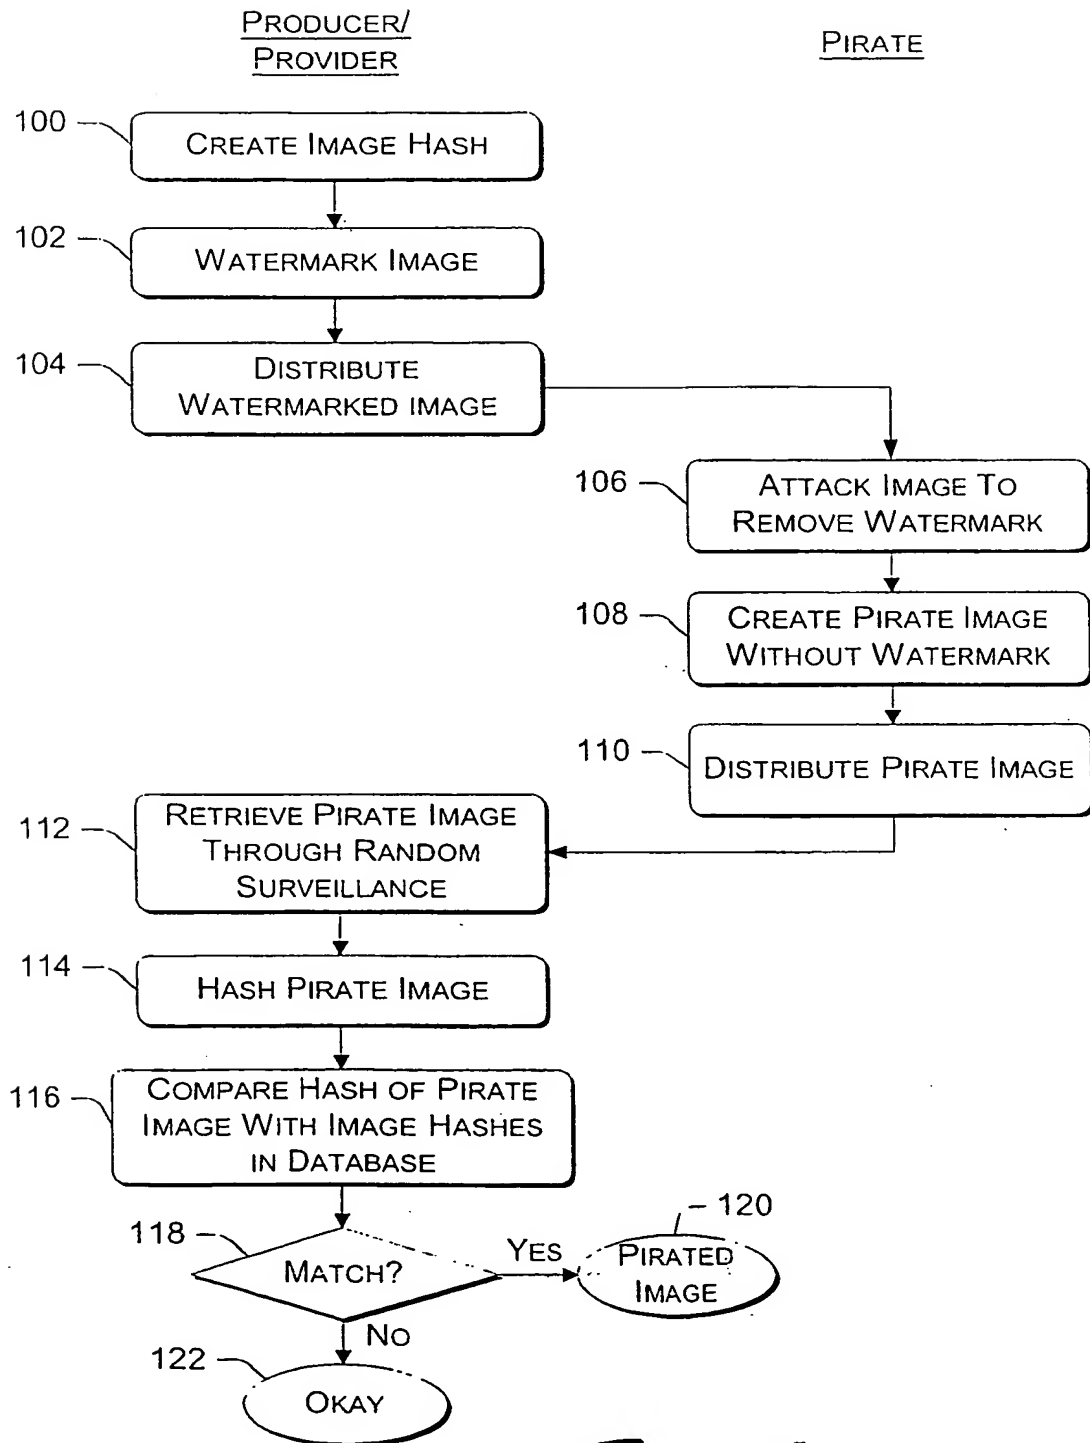 PRODUCER/
PROVIDER
PIRATE
100
CREATE IMAGE HASH
102
WATERMARK IMAGE
104
DISTRIBUTE
WATERMARKED IMAGE
106
ATTACK IMAGE TO
REMOVE WATERMARK
108
CREATE PIRATE IMAGE
WITHOUT WATERMARK
110
DISTRIBUTE PIRATE IMAGE
112
RETRIEVE PIRATE IMAGE
THROUGH RANDOM
SURVEILLANCE
114
HASH PIRATE IMAGE
116
COMPARE HASH OF PIRATE
IMAGE WITH IMAGE HASHES
IN DATABASE
118
MATCH?
YES
120
PIRATED
IMAGE
NO
122
OKAY